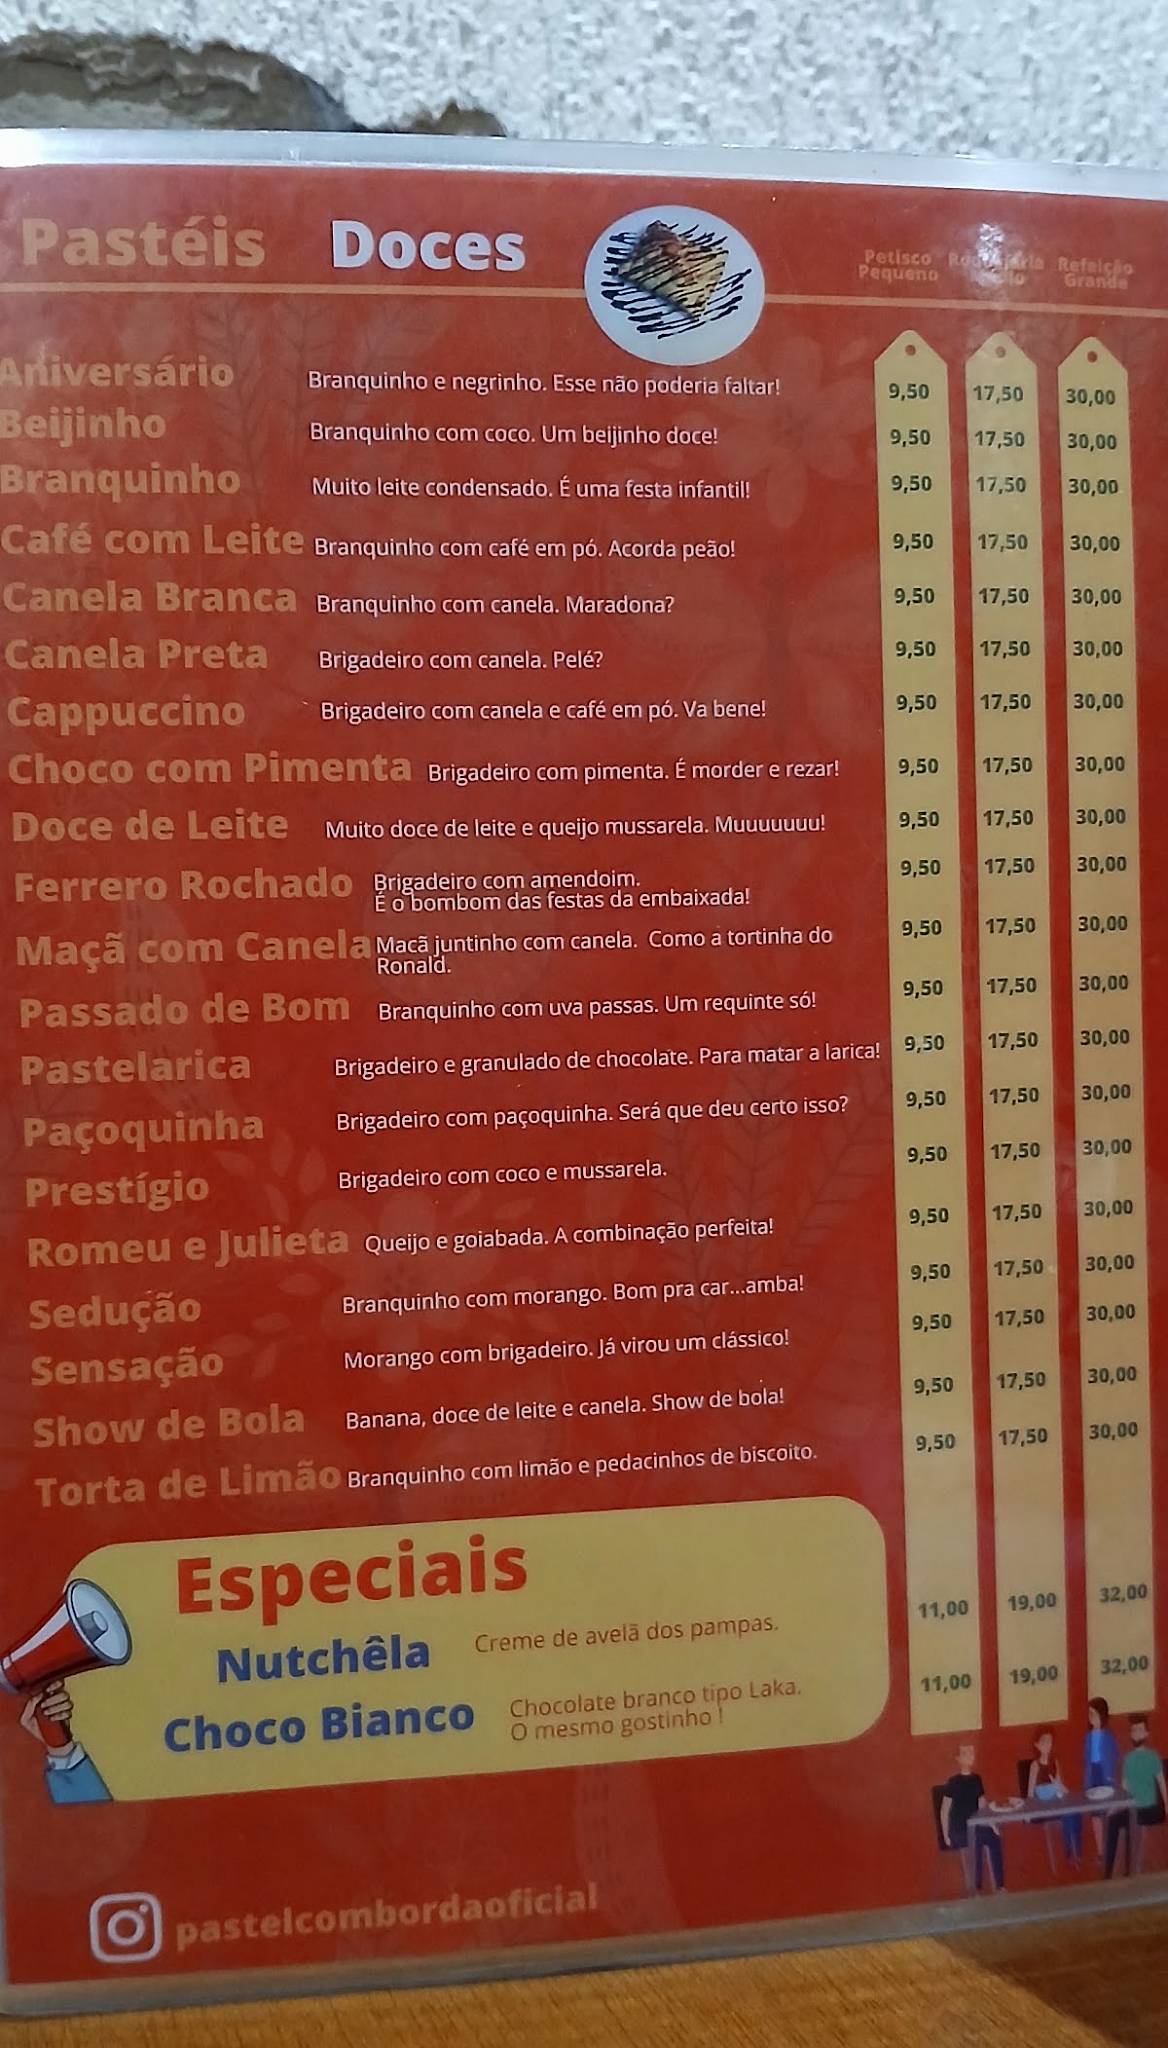 Pastéis Doces
Petisco Pequeno Refeição Grande
Aniversário Branquinho e negrinho. Esse não poderia faltar! 9,50 17,50 30,00
Beijinho Branquinho com coco. Um beijinho doce! 9,50 17,50 30,00
Branquinho Muito leite condensado. É uma festa infantil! 9,50 17,50 30,00
Café com Leite Branquinho com café em pó. Acorda peão! 9,50 17,50 30,00
Canela Branca Branquinho com canela. Maradona? 9,50 17,50 30,00
Canela Preta Brigadeiro com canela. Pelé? 9,50 17,50 30,00
Cappuccino Brigadeiro com canela e café em pó. Va bene! 9,50 17,50 30,00
Choco com Pimenta Brigadeiro com pimenta. É morder e rezar! 9,50 17,50 30,00
Doce de Leite Muito doce de leite e queijo mussarela. Muuuuuuu! 9,50 17,50 30,00
Ferrero Rochado Brigadeiro com amendoim. 9,50 17,50 30,00
É o bombom das festas da embaixada!
Maçã com Canela Macã juntinho com canela. Como a tortinha do 9,50 17,50 30,00
Ronald.
Passado de Bom Branquinho com uva passas. Um requinte só! 9,50 17,50 30,00
Pastelarica Brigadeiro e granulado de chocolate. Para matar a larica! 9,50 17,50 30,00
Paçoquinha Brigadeiro com paçoquinha. Será que deu certo isso? 9,50 17,50 30,00
Prestígio Brigadeiro com coco e mussarela. 9,50 17,50 30,00
Romeu e Julieta Queijo e goiabada. A combinação perfeita! 9,50 17,50 30,00
Sedução Branquinho com morango. Bom pra car...amba! 9,50 17,50 30,00
Sensação Morango com brigadeiro. Já virou um clássico! 9,50 17,50 30,00
Show de Bola Banana, doce de leite e canela. Show de bola! 9,50 17,50 30,00
Torta de Limão Branquinho com limão e pedacinhos de biscoito. 9,50 17,50 30,00
Especiais
Nutchêla Creme de avelã dos pampas. 11,00 19,00 32,00
Choco Bianco Chocolate branco tipo Laka. 11,00 19,00 32,00
O mesmo gostinho !
pastelcombordaoficial